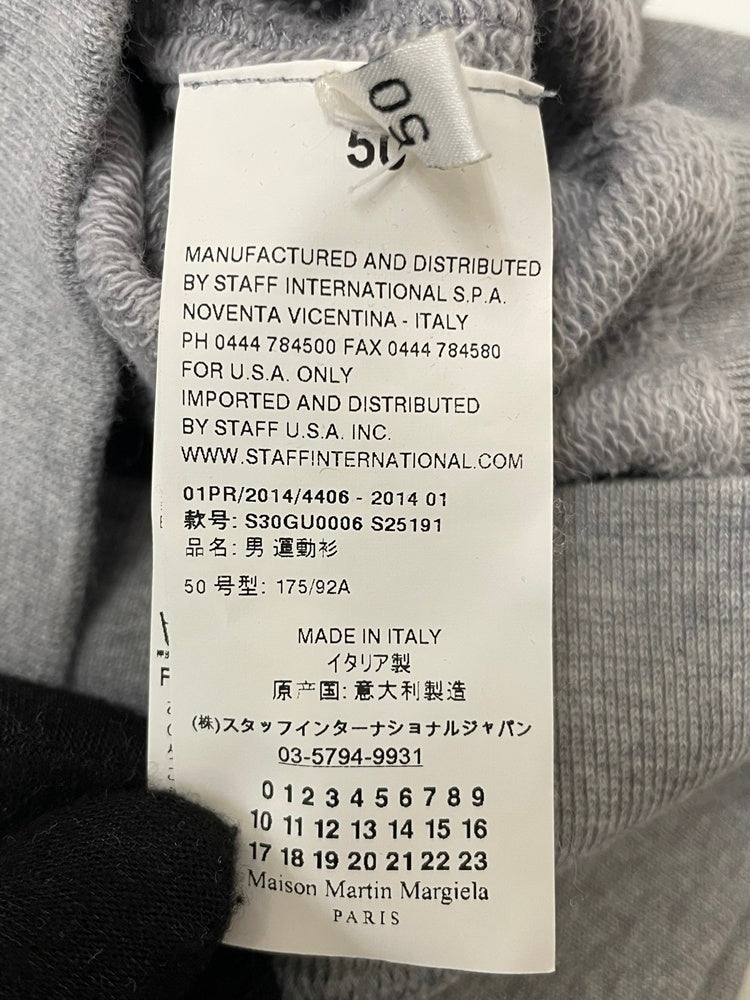 50
50
MANUFACTURED AND DISTRIBUTED
BY STAFF INTERNATIONAL S.P.A.
NOVENTA VICENTINA - ITALY
PH 0444 784500 FAX 0444 784580
FOR U.S.A. ONLY
IMPORTED AND DISTRIBUTED
BY STAFF U.S.A. INC.
WWW.STAFFINTERNATIONAL.COM
01PR/2014/4406 - 2014 01
款号: S30GU0006 S25191
品名: 男 運動衫
50 号型: 175/92A
MADE IN ITALY
イタリア製
原产国: 意大利製造
(株)スタッフインターナショナルジャパン
03-5794-9931
0 1 2 3 4 5 6 7 8 9
10 11 12 13 14 15 16
17 18 19 20 21 22 23
Maison Martin Margiela
PARIS